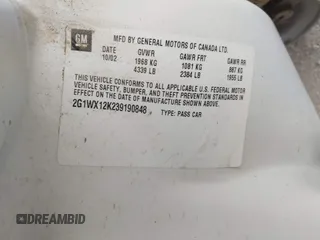 GM
MFD BY GENERAL MOTORS OF CANADA LTD.
DATE GVWR GAWR FRT GAWR RR
10/02 1968 KG 1081 KG 887 KG
4339 LB 2384 LB 1955 LB
THIS VEHICLE CONFORMS TO ALL APPLICABLE U.S. FEDERAL MOTOR
VEHICLE SAFETY, BUMPER, AND THEFT PREVENTION STANDARDS
IN EFFECT ON THE DATE OF MANUFACTURE SHOWN ABOVE.
2G1WX12K239190848 TYPE: PASS CAR
DREAMBID